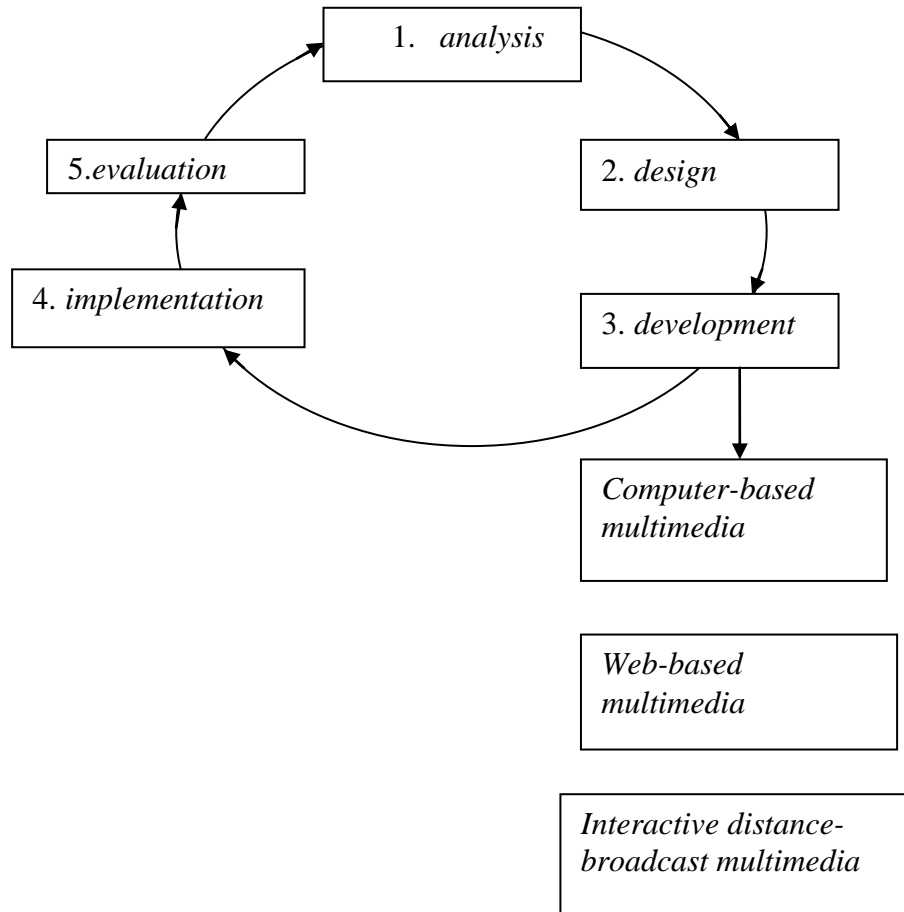 1. analysis
5.evaluation
2. design
4. implementation
3. development
Computer-based
multimedia
Web-based
multimedia
Interactive distance-
broadcast multimedia